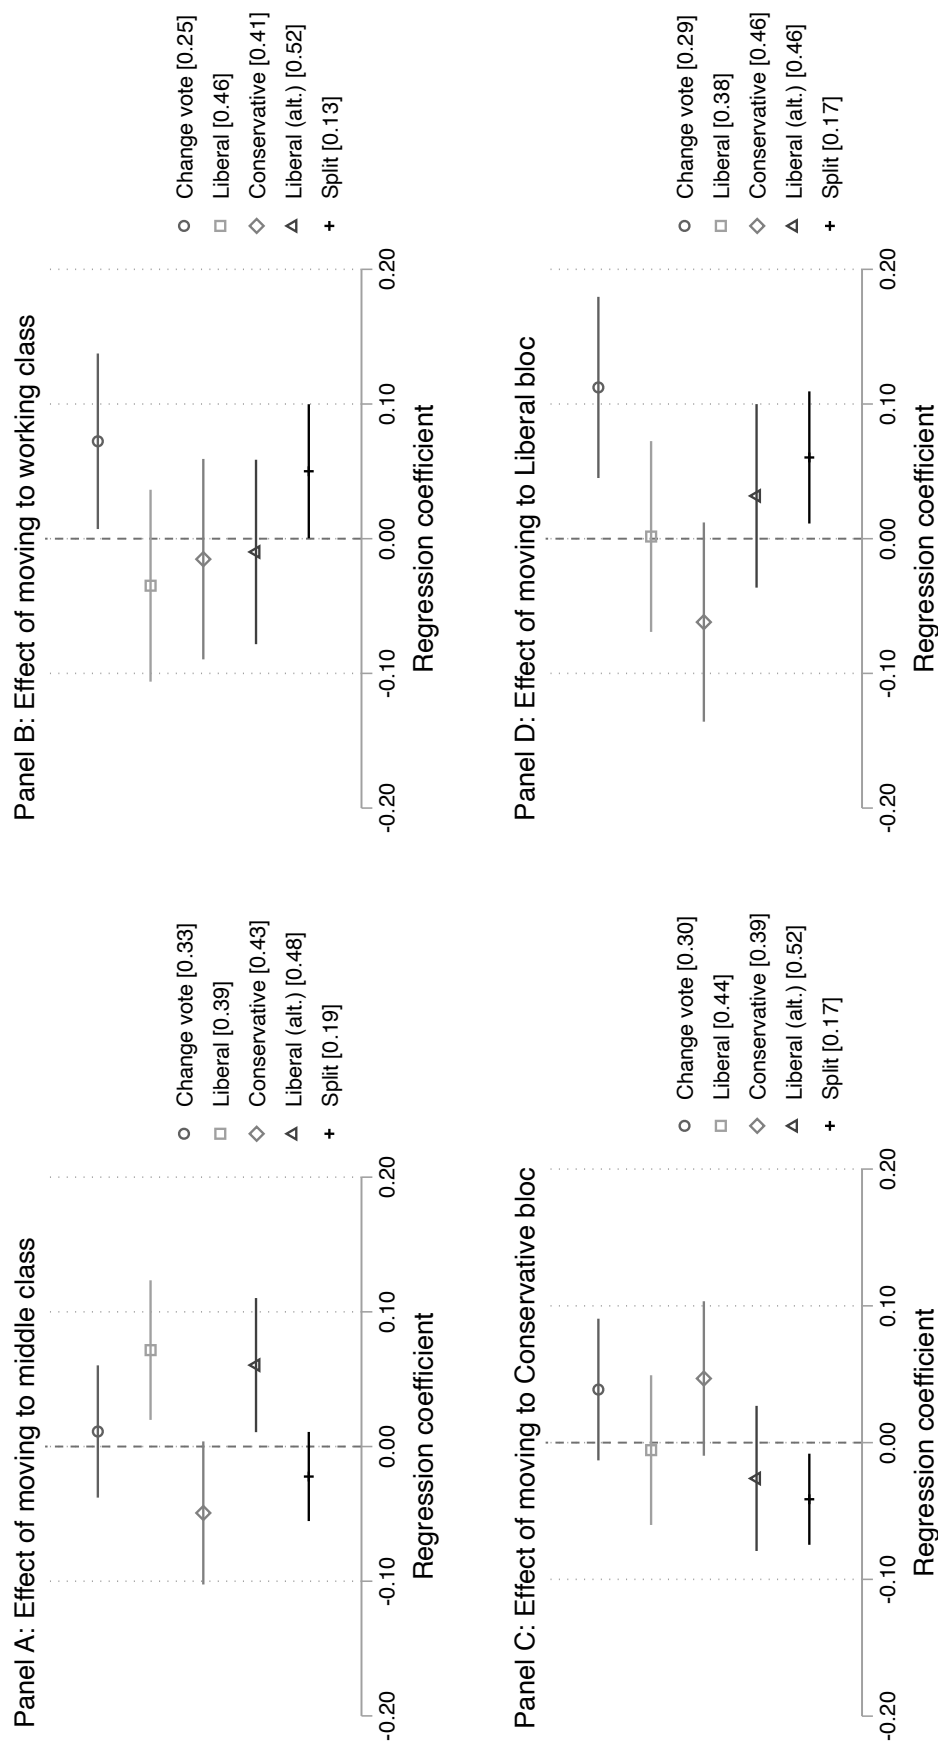 Panel A: Effect of moving to middle class
Change vote [0.33]
Liberal [0.39]
Conservative [0.43]
Liberal (alt.) [0.48]
Split [0.19]
-0.20 -0.10 0.00 0.10 0.20
Regression coefficient
Panel B: Effect of moving to working class
Change vote [0.25]
Liberal [0.46]
Conservative [0.41]
Liberal (alt.) [0.52]
Split [0.13]
-0.20 -0.10 0.00 0.10 0.20
Regression coefficient
Panel C: Effect of moving to Conservative bloc
Change vote [0.30]
Liberal [0.44]
Conservative [0.39]
Liberal (alt.) [0.52]
Split [0.17]
-0.20 -0.10 0.00 0.10 0.20
Regression coefficient
Panel D: Effect of moving to Liberal bloc
Change vote [0.29]
Liberal [0.38]
Conservative [0.46]
Liberal (alt.) [0.46]
Split [0.17]
-0.20 -0.10 0.00 0.10 0.20
Regression coefficient